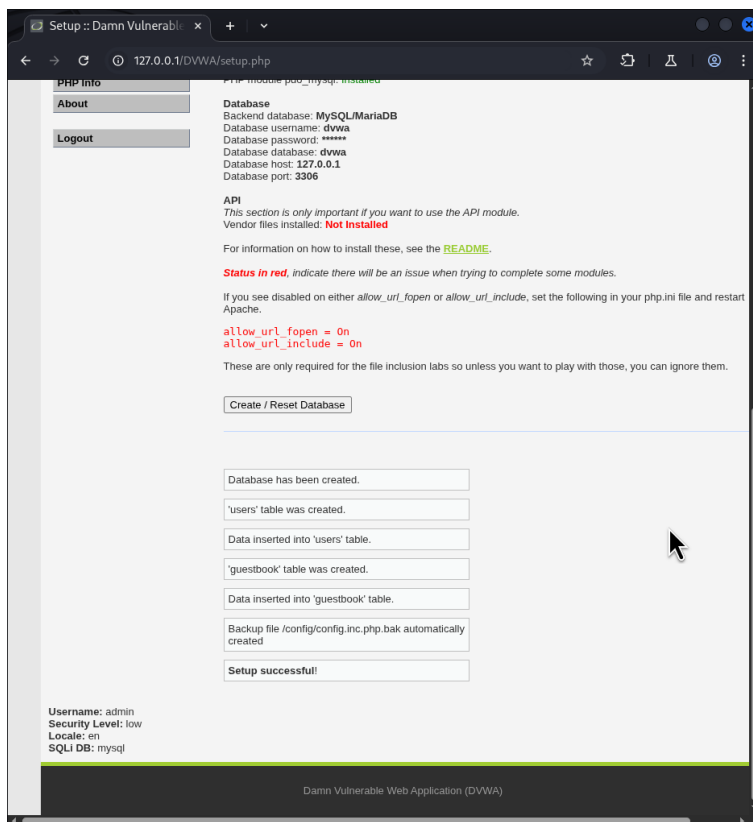 Setup :: Damn Vulnerable
127.0.0.1/DVWA/setup.php
PHP Info
PHP module pdo_mysql: Installed
About
Logout
Database
Backend database: MySQL/MariaDB
Database username: dvwa
Database password: ******
Database database: dvwa
Database host: 127.0.0.1
Database port: 3306
API
This section is only important if you want to use the API module.
Vendor files installed: Not Installed
For information on how to install these, see the README.
Status in red, indicate there will be an issue when trying to complete some modules.
If you see disabled on either allow_url_fopen or allow_url_include, set the following in your php.ini file and restart
Apache.
allow_url_fopen = On
allow_url_include = On
These are only required for the file inclusion labs so unless you want to play with those, you can ignore them.
Create / Reset Database
Database has been created.
'users' table was created.
Data inserted into 'users' table.
'guestbook' table was created.
Data inserted into 'guestbook' table.
Backup file /config/config.inc.php.bak automatically
created
Setup successful!
Username: admin
Security Level: low
Locale: en
SQLi DB: mysql
Damn Vulnerable Web Application (DVWA)